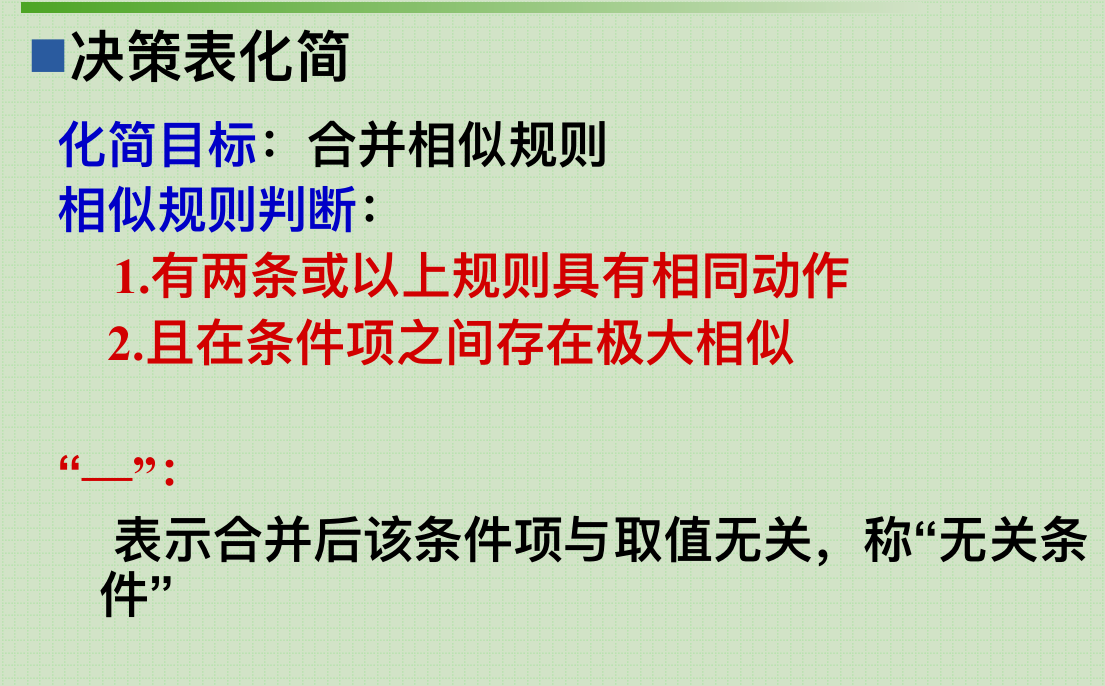 决策表化简
化简目标：合并相似规则
相似规则判断：
1.有两条或以上规则具有相同动作
2.且在条件项之间存在极大相似
“—”：
表示合并后该条件项与取值无关，称“无关条
件”